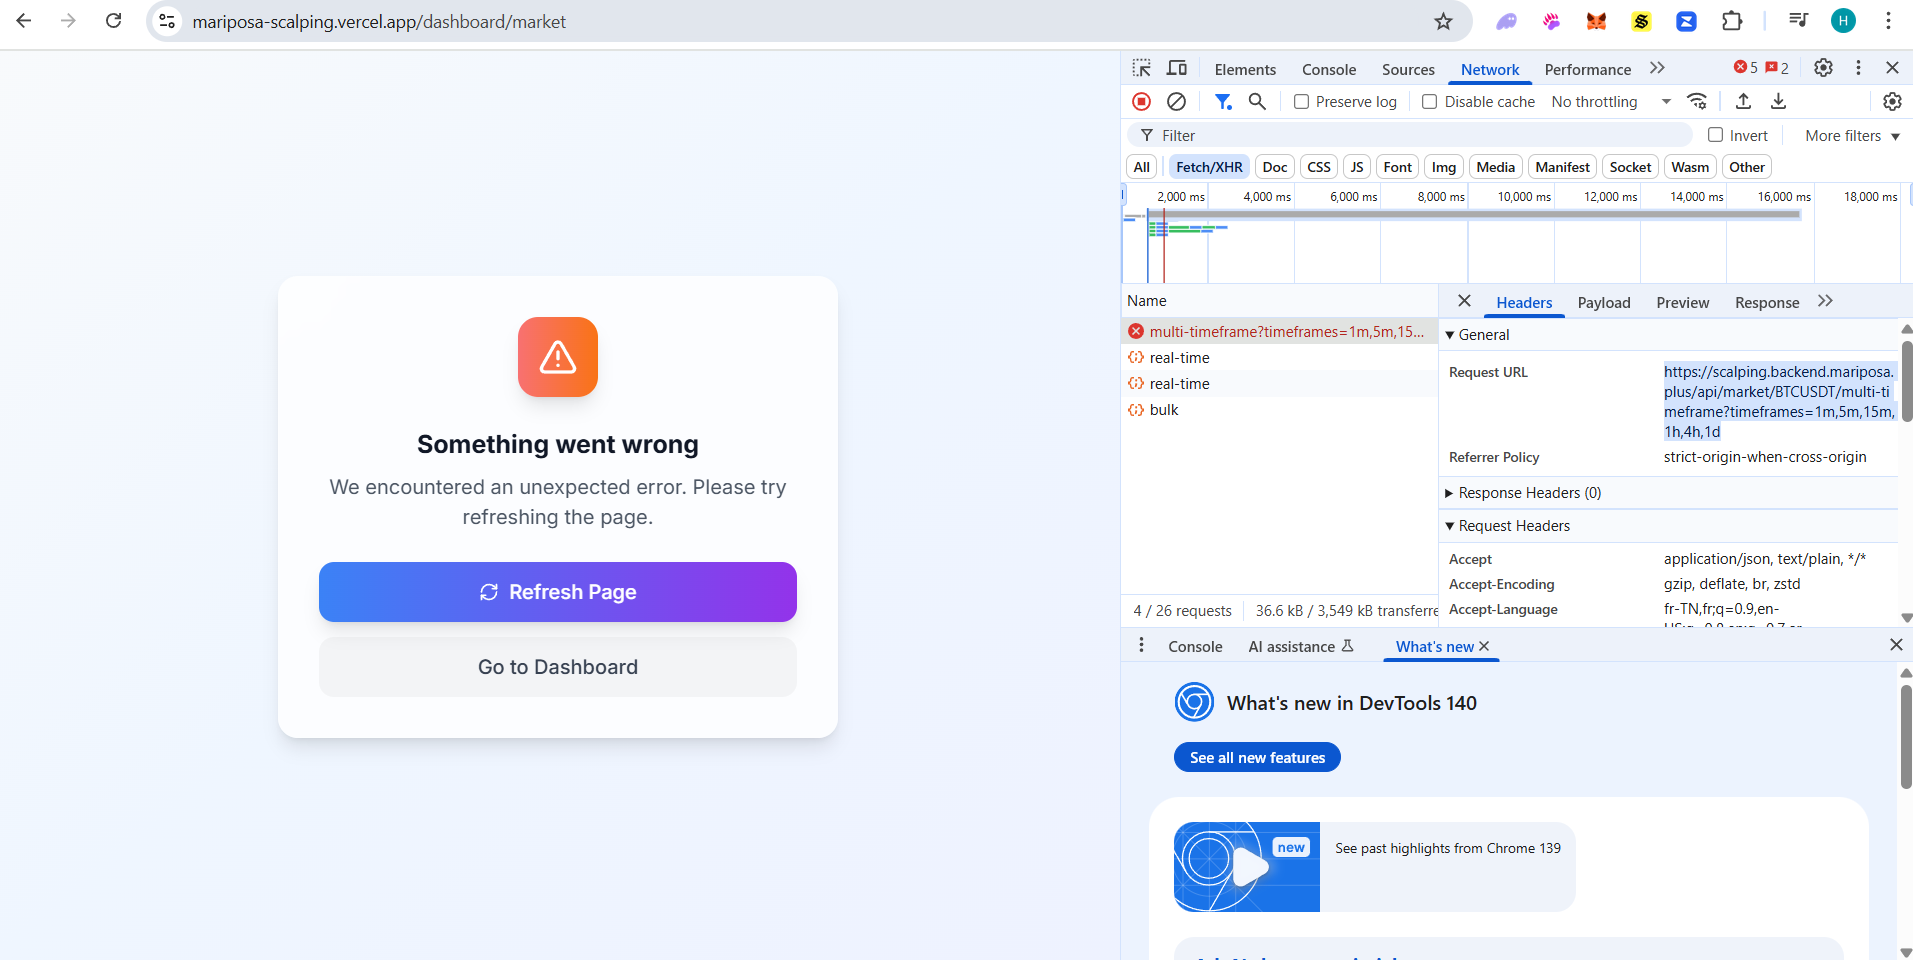 mariposa-scalping.vercel.app/dashboard/market
H
Elements
Console
Sources
Network
Performance
5
2
Preserve log
Disable cache
No throttling
Filter
Invert
More filters
All
Fetch/XHR
Doc
CSS
JS
Font
Img
Media
Manifest
Socket
Wasm
Other
2,000 ms
4,000 ms
6,000 ms
8,000 ms
10,000 ms
12,000 ms
14,000 ms
16,000 ms
18,000 ms
Name
Headers
Payload
Preview
Response
multi-timeframe?timeframes=1m,5m,15...
real-time
real-time
bulk
General
Request URL
https://scalping.backend.mariposa.
plus/api/market/BTCUSDT/multi-ti
meframe?timeframes=1m,5m,15m,
1h,4h,1d
Referrer Policy
strict-origin-when-cross-origin
Response Headers (0)
Request Headers
Accept
application/json, text/plain, */*
Accept-Encoding
gzip, deflate, br, zstd
Accept-Language
fr-TN,fr;q=0.9,en-
4 / 26 requests
36.6 kB / 3,549 kB transferre
Something went wrong
We encountered an unexpected error. Please try
refreshing the page.
Refresh Page
Go to Dashboard
Console
AI assistance
What's new
What's new in DevTools 140
See all new features
new
See past highlights from Chrome 139